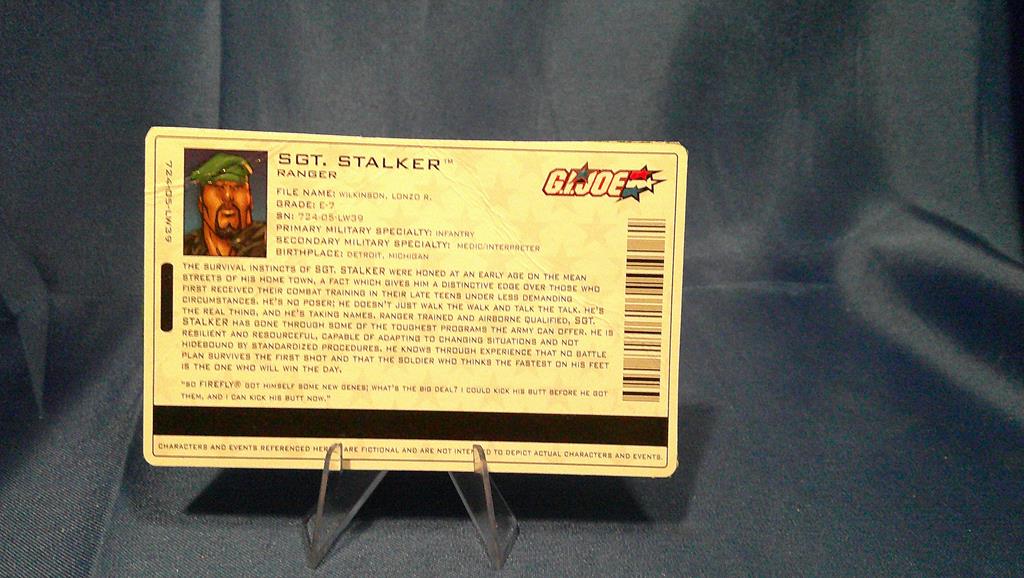 SGT. STALKER™
RANGER
G.I.JOE
FILE NAME: WILKINSON, LONZO R.
GRADE: E-7
SN: 724-05-LW39
PRIMARY MILITARY SPECIALTY: INFANTRY
SECONDARY MILITARY SPECIALTY: MEDIC/INTERPRETER
BIRTHPLACE: DETROIT, MICHIGAN
724-05-LW39
THE SURVIVAL INSTINCTS OF SGT. STALKER WERE HONED AT AN EARLY AGE ON THE MEAN
STREETS OF HIS HOME TOWN, A FACT WHICH GIVES HIM A DISTINCTIVE EDGE OVER THOSE WHO
FIRST RECEIVED THEIR COMBAT TRAINING IN THEIR LATE TEENS UNDER LESS DEMANDING
CIRCUMSTANCES. HE'S NO POSER; HE DOESN'T JUST WALK THE WALK AND TALK THE TALK. HE'S
THE REAL THING, AND HE'S TAKING NAMES. RANGER TRAINED AND AIRBORNE QUALIFIED, SGT.
STALKER HAS GONE THROUGH SOME OF THE TOUGHEST PROGRAMS THE ARMY CAN OFFER. HE IS
RESILIENT AND RESOURCEFUL, CAPABLE OF ADAPTING TO CHANGING SITUATIONS AND NOT
HIDEBOUND BY STANDARDIZED PROCEDURES. HE KNOWS THROUGH EXPERIENCE THAT NO BATTLE
PLAN SURVIVES THE FIRST SHOT AND THAT THE SOLDIER WHO THINKS THE FASTEST ON HIS FEET
IS THE ONE WHO WILL WIN THE DAY.
"SO FIREFLY® GOT HIMSELF SOME NEW GENES; WHAT'S THE BIG DEAL? I COULD KICK HIS BUTT BEFORE HE GOT
THEM, AND I CAN KICK HIS BUTT NOW."
CHARACTERS AND EVENTS REFERENCED HERE ARE FICTIONAL AND ARE NOT INTENDED TO DEPICT ACTUAL CHARACTERS AND EVENTS.